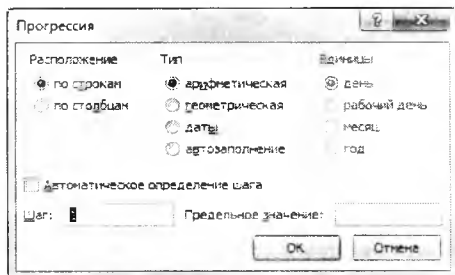 Прогрессия
Расположение Тип Единицы
по строкам арифметическая день
по столбцам геометрическая рабочий день
даты месяц
автозаполнение год
Автоматическое определение шага
Шаг: Предельное значение:
ОК Отмена